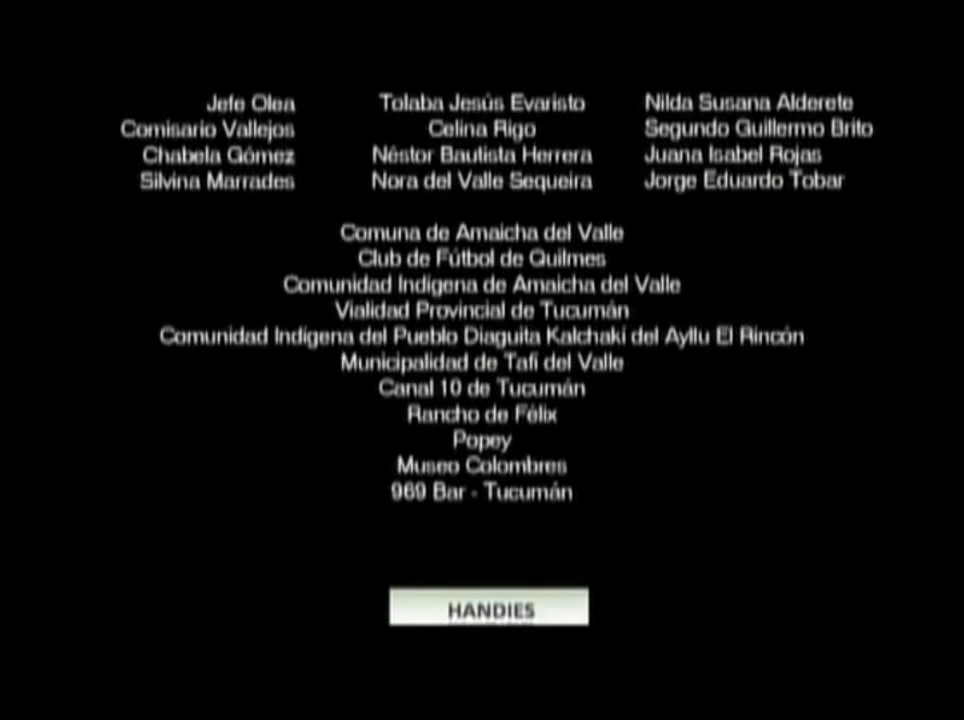 Jefe Olea Tolaba Jesús Evaristo Nilda Susana Alderete
Comisario Vallejos Celina Rigo Segundo Guillermo Brito
Chabela Gómez Néstor Bautista Herrera Juana Isabel Rojas
Silvina Marrades Nora del Valle Sequeira Jorge Eduardo Tobar
Comuna de Amaicha del Valle
Club de Fútbol de Quilmes
Comunidad Indígena de Amaicha del Valle
Vialidad Provincial de Tucumán
Comunidad Indígena del Pueblo Diaguita Kalchakí del Ayllu El Rincón
Municipalidad de Tafí del Valle
Canal 10 de Tucumán
Rancho de Félix
Popey
Museo Colombres
969 Bar - Tucumán
HANDIES